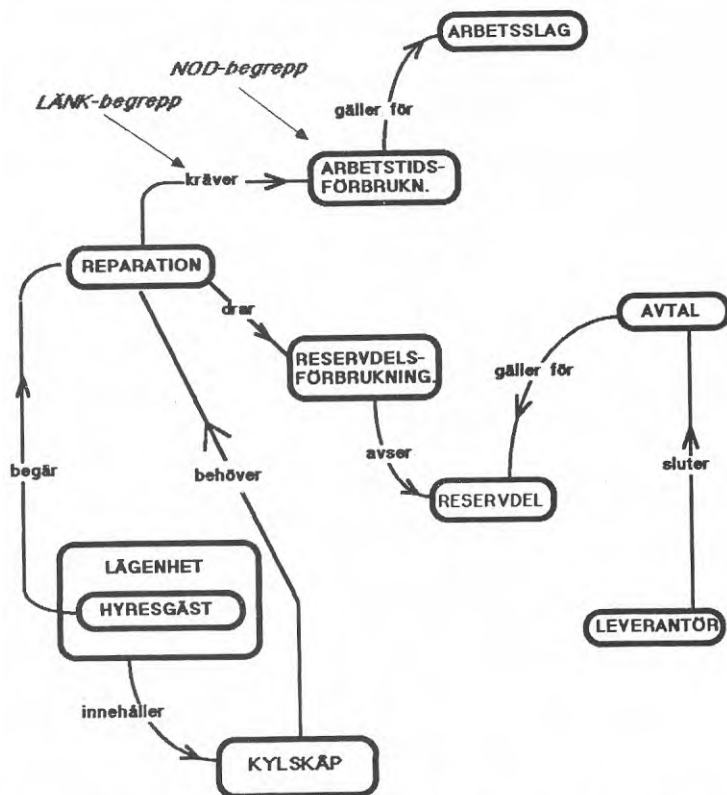 ARBETSSLAG
NOD-begrepp
LÄNK-begrepp
gäller för
kräver
ARBETSTIDS-
FÖRBRUKN.
REPARATION
drar
AVTAL
RESERVDELS-
FÖRBRUKNING.
gäller för
avser
begär
behöver
sluter
RESERVDEL
LÄGENHET
HYRESGÄST
LEVERANTÖR
innehåller
KYLSKÅP